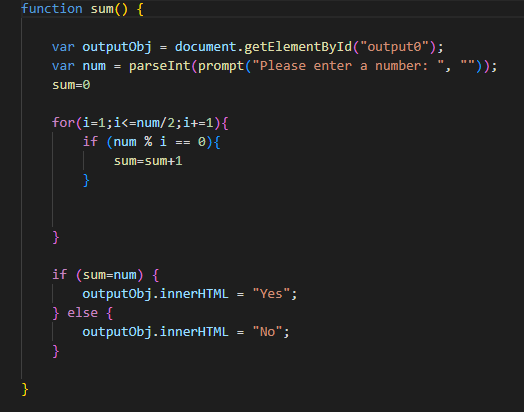 function sum() {
var outputObj = document.getElementById("output0");
var num = parseInt(prompt("Please enter a number: ", ""));
sum=0
for(i=1;i<=num/2;i+=1){
if (num % i == 0){
sum=sum+1
}
}
if (sum=num) {
outputObj.innerHTML = "Yes";
} else {
outputObj.innerHTML = "No";
}
}